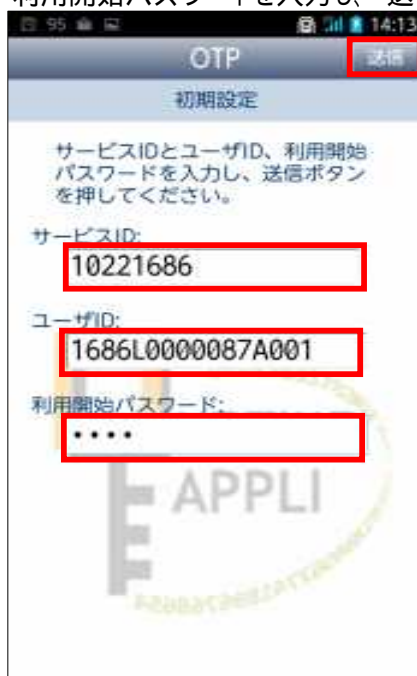 利用開始パスワードを入力し、「送
95 14:13
OTP 送信
初期設定
サービスIDとユーザID、利用開始
パスワードを入力し、送信ボタン
を押してください。
サービスID:
10221686
ユーザID:
1686L0000087A001
利用開始パスワード:
••••
APPLI